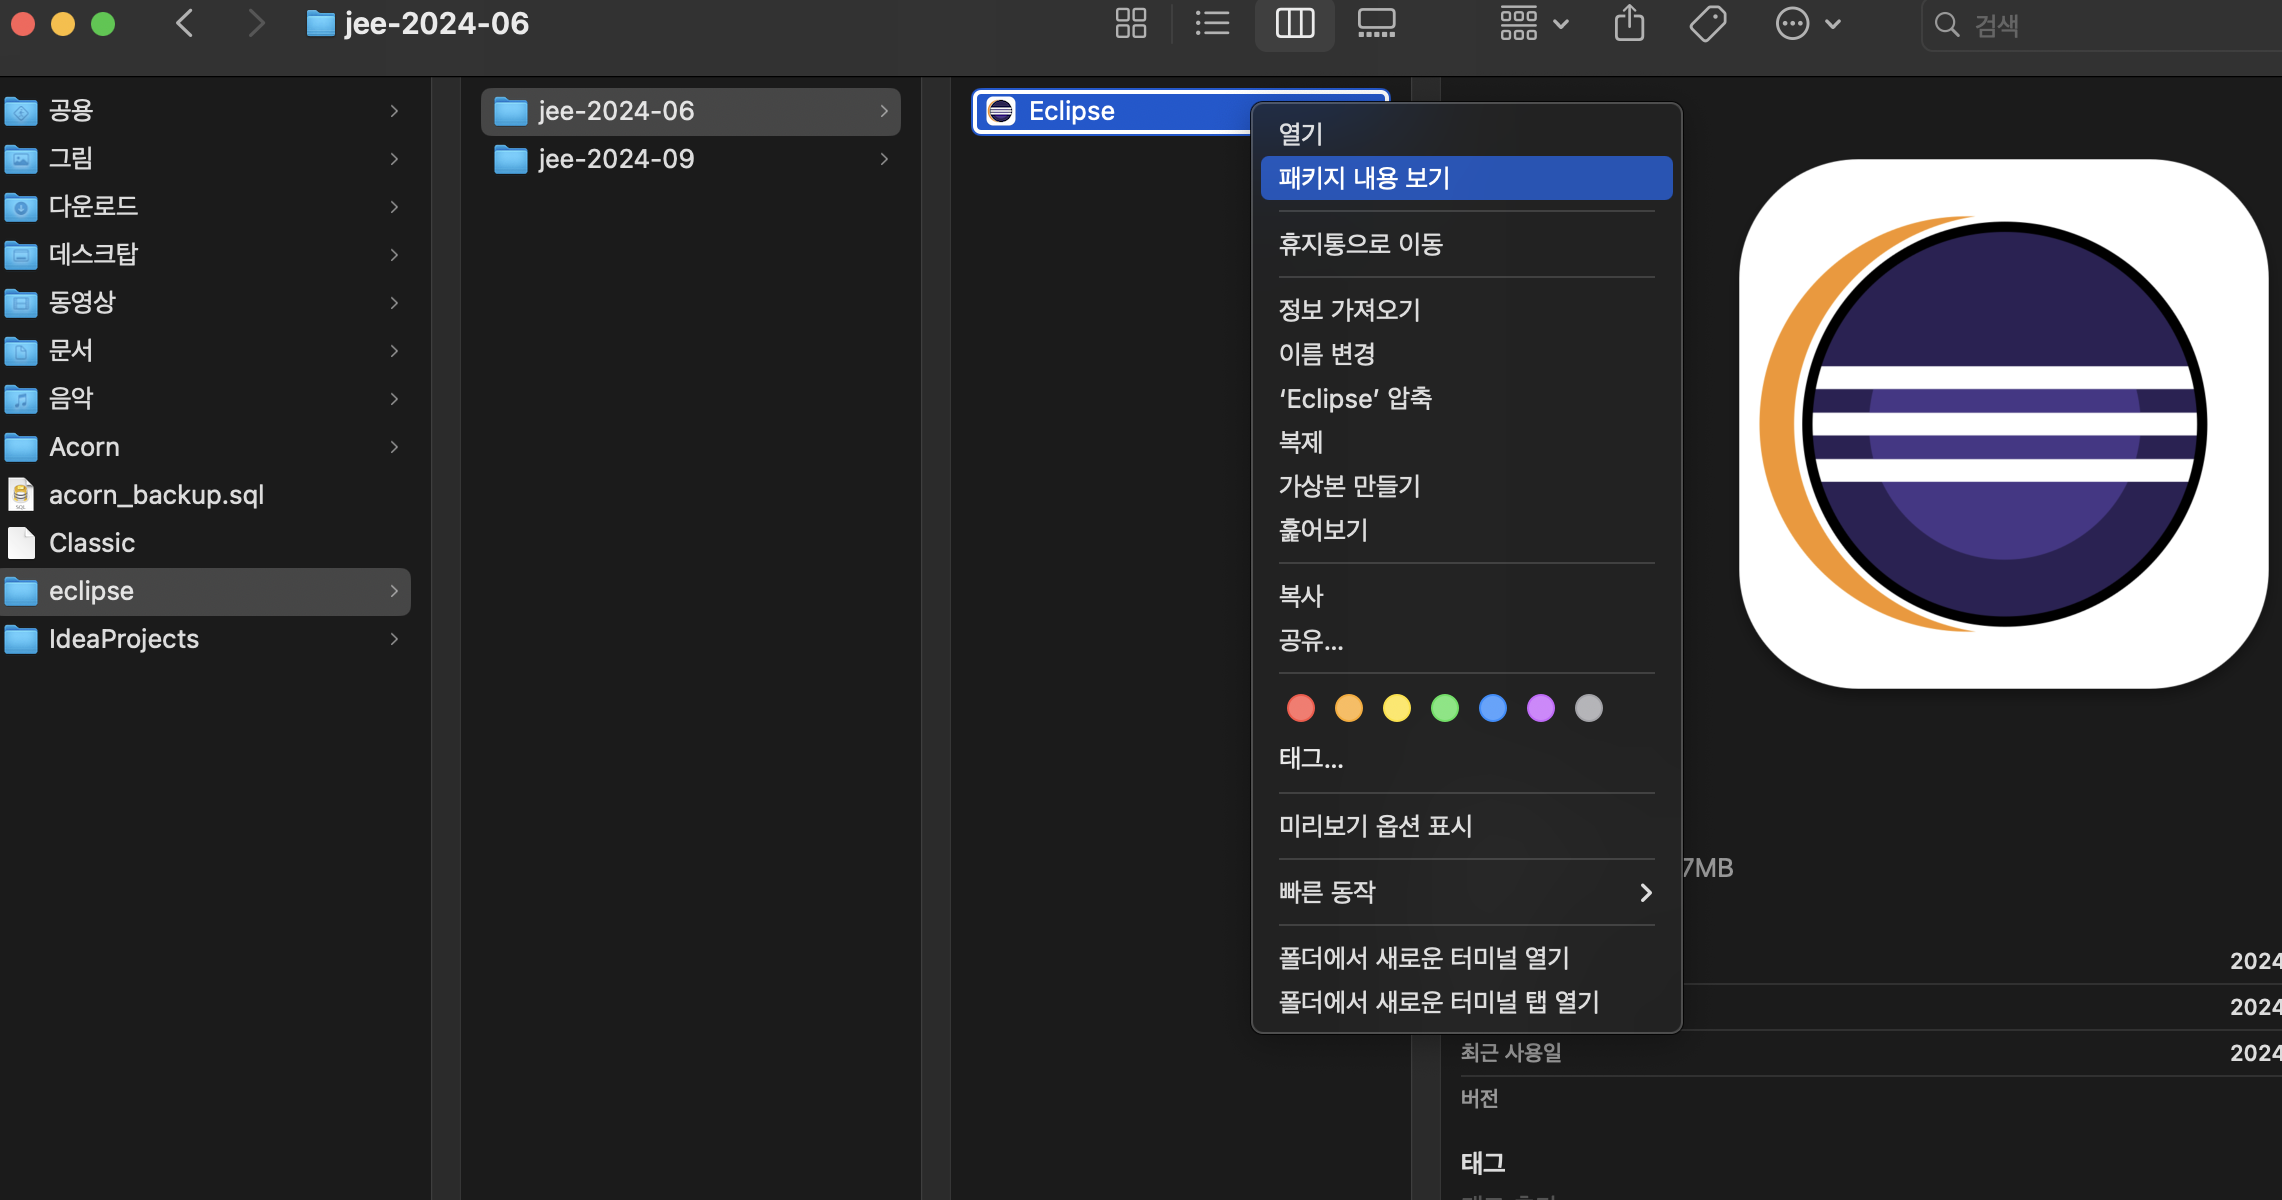 jee-2024-06
검색
공용
그림
다운로드
데스크탑
동영상
문서
음악
Acorn
acorn_backup.sql
Classic
eclipse
IdeaProjects
jee-2024-06
jee-2024-09
Eclipse
열기
패키지 내용 보기
휴지통으로 이동
정보 가져오기
이름 변경
‘Eclipse’ 압축
복제
가상본 만들기
훑어보기
복사
공유...
태그...
미리보기 옵션 표시
빠른 동작
폴더에서 새로운 터미널 열기
폴더에서 새로운 터미널 탭 열기
7MB
2024
2024
최근 사용일 2024
버전
태그